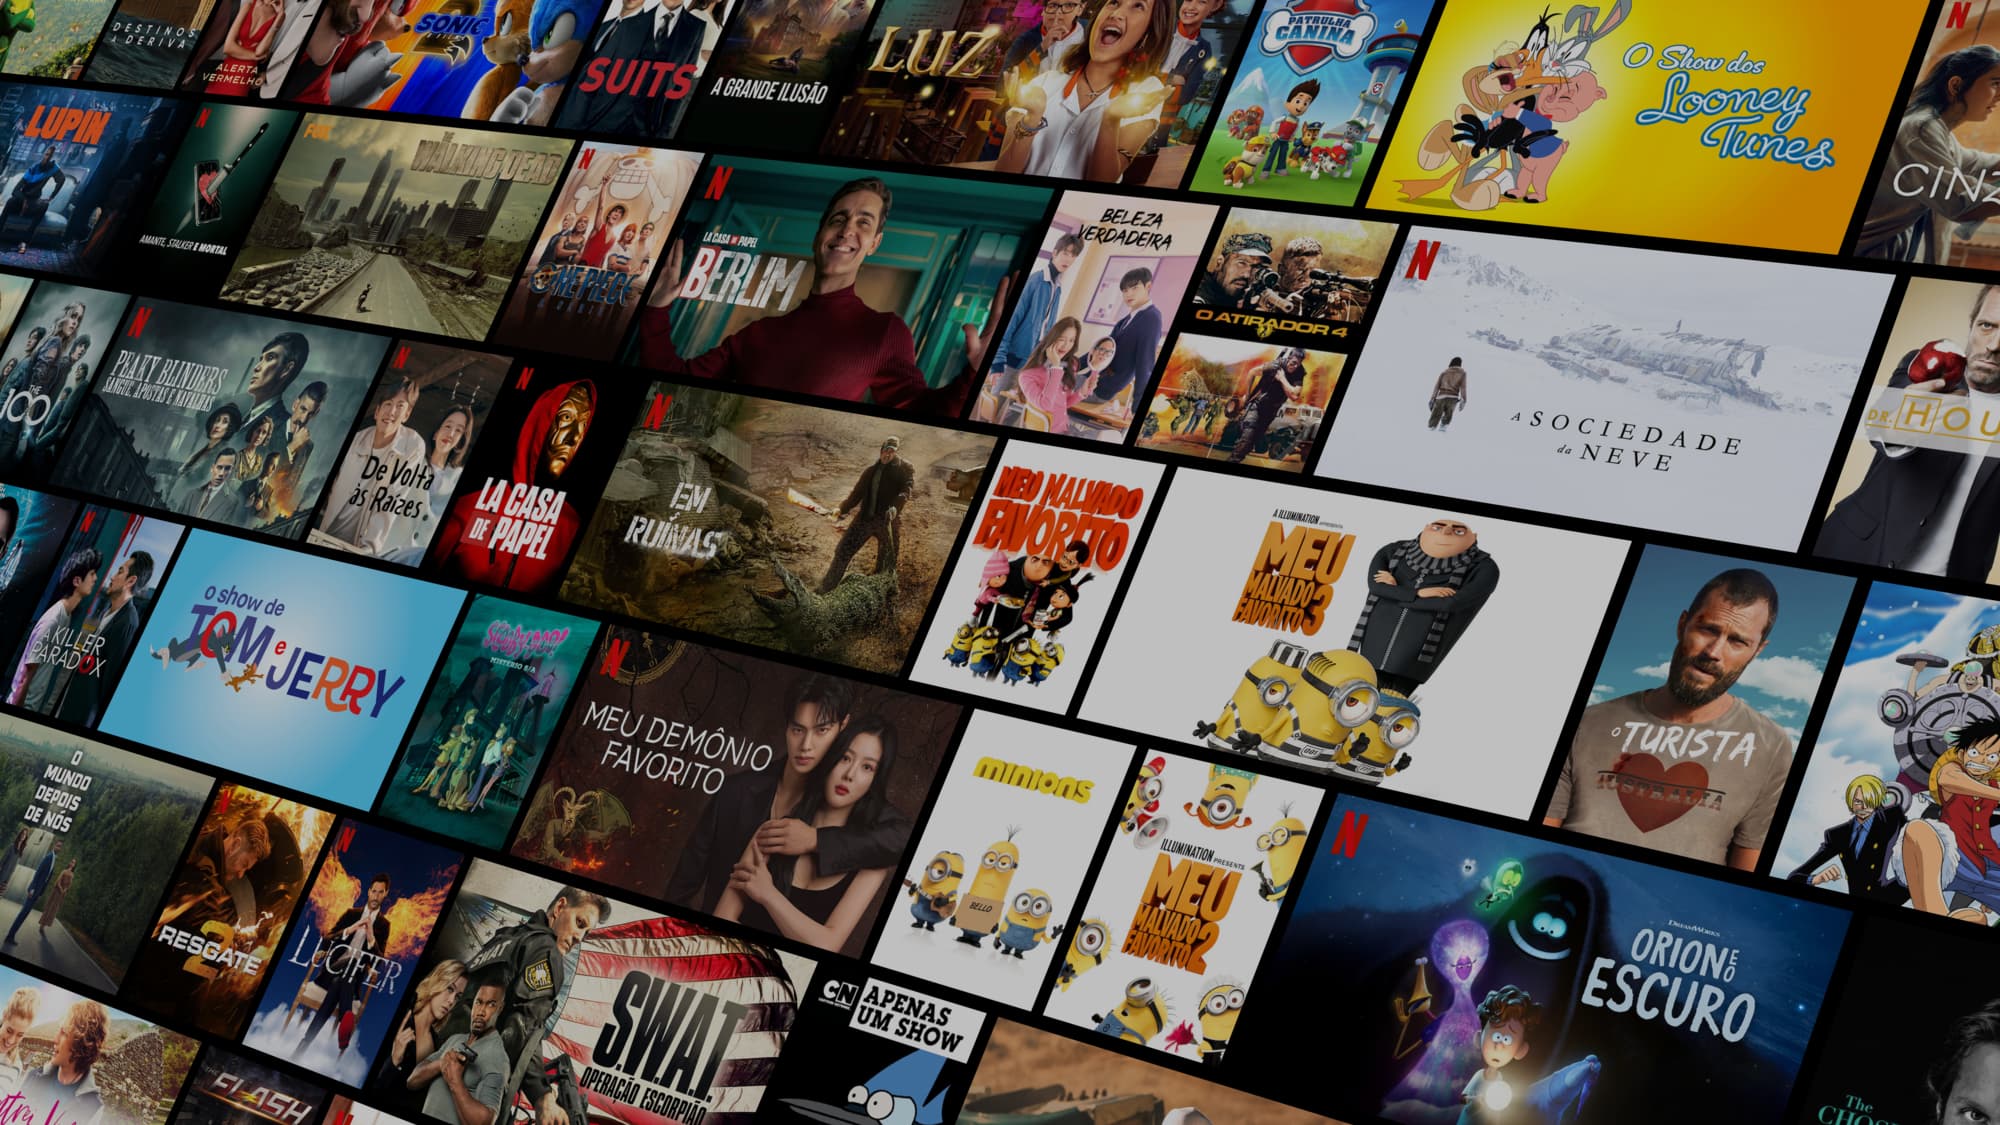 DESTINOS
À DERIVA
ALERTA
VERMELHO
SONIC
SUITS
A GRANDE ILUSÃO
LUZ
PATRULHA
CANINA
O Show dos
Looney
Tunes
N
LUPIN
N
AMANTE, STALKER E MORTAL
FOX
THE
WALKING DEAD
N
ONE PIECE
N
LA CASA DE PAPEL
BERLIM
BELEZA
VERDADEIRA
O ATIRADOR 4
N
A SOCIEDADE
da NEVE
DR. HOU
THE
100
N
PEAKY BLINDERS
SANGUE, APOSTAS E NAVALHAS
N
De Volta
às Raízes
N
LA CASA
DE PAPEL
N
EM
RUÍNAS
MEU MALVADO
FAVORITO
A ILLUMINATION
MEU
MALVADO
FAVORITO 3
O TURISTA
AUSTRALIA
N
A KILLER
PARADOX
o show de
TOM e
JERRY
SCOOBY-DOO!
MISTÉRIO S/A
N
MEU DEMÔNIO
FAVORITO
minions
BELLO
ILLUMINATION PRESENTS
MEU
MALVADO
FAVORITO 2
N
DREAMWORKS
ORION E O
ESCURO
O
MUNDO
DEPOIS
DE NÓS
N
RESGATE
2
N
LUCIFER
SWAT
S.W.A.T.
OPERAÇÃO ESCORPIÃO
CN
APENAS
UM SHOW
THE
FLASH
N
The